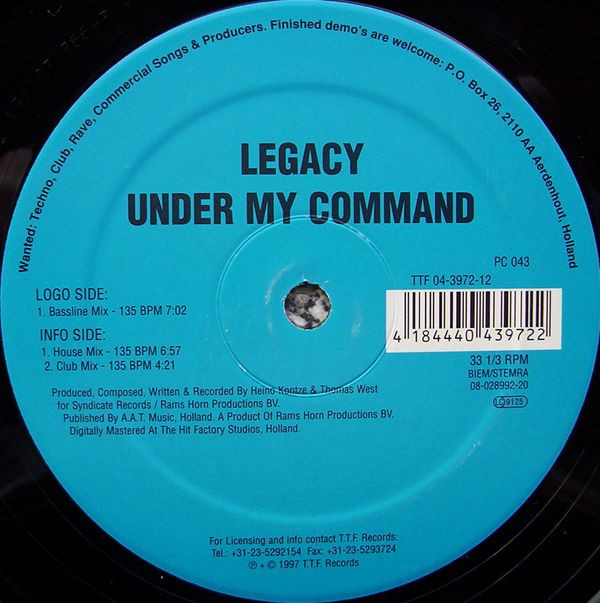 Wanted: Techno, Club, Rave, Commercial Songs & Producers. Finished demo's are welcome: P.O. Box 26, 2110 AA Aerdenhout, Holland
LEGACY
UNDER MY COMMAND
PC 043
TTF 04-3972-12
4 184440 439722
33 1/3 RPM
BIEM/STEMRA
08-028992-20
LC 9125
LOGO SIDE:
1. Bassline Mix - 135 BPM 7:02
INFO SIDE:
1. House Mix - 135 BPM 6:57
2. Club Mix - 135 BPM 4:21
Produced, Composed, Written & Recorded By Heino Kontze & Thomas West
for Syndicate Records / Rams Horn Productions BV.
Published By A.A.T. Music, Holland. A Product Of Rams Horn Productions BV.
Digitally Mastered At The Hit Factory Studios, Holland.
For Licensing and info contact T.T.F. Records:
Tel.: +31-23-5292154 Fax: +31-23-5293724
℗ + © 1997 T.T.F. Records